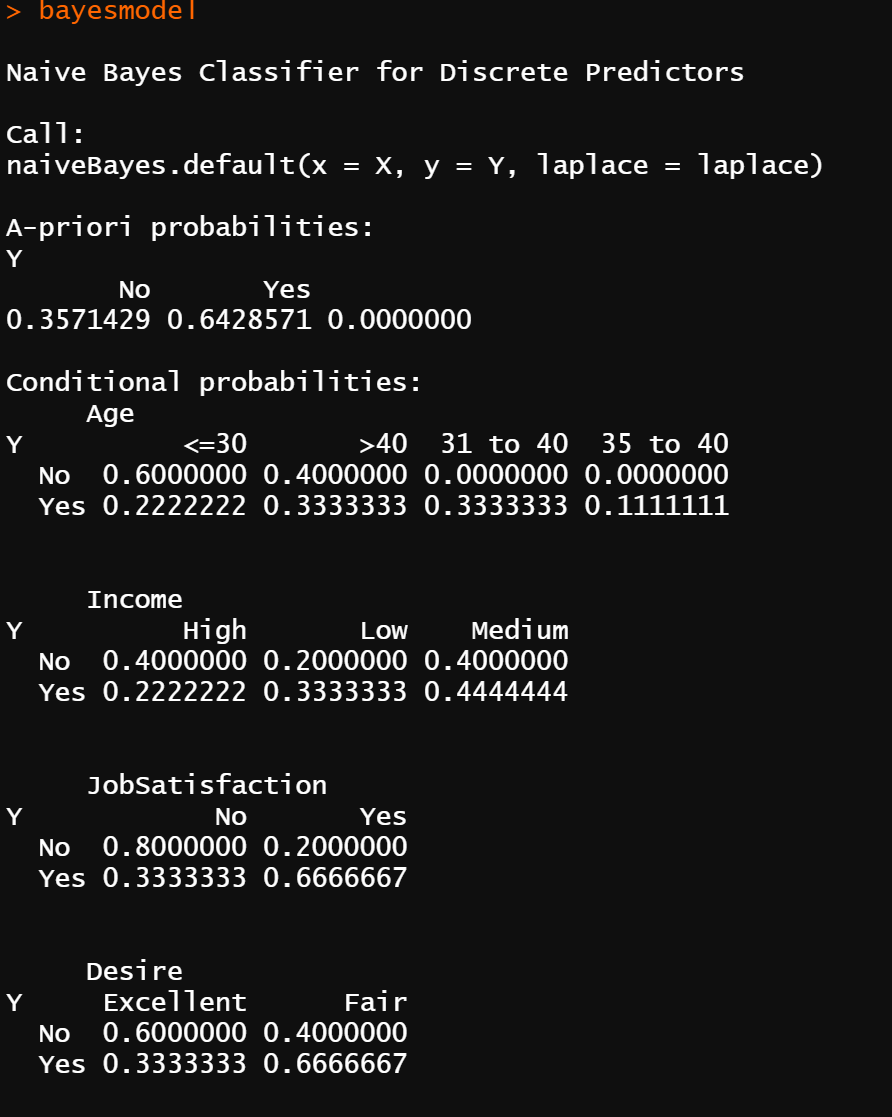 > bayesmodel
Naive Bayes Classifier for Discrete Predictors
Call:
naiveBayes.default(x = X, y = Y, laplace = laplace)
A-priori probabilities:
Y
       No       Yes
0.3571429 0.6428571 0.0000000
Conditional probabilities:
     Age
Y          <=30       >40  31 to 40  35 to 40
  No  0.6000000 0.4000000 0.0000000 0.0000000
  Yes 0.2222222 0.3333333 0.3333333 0.1111111
     Income
Y          High       Low    Medium
  No  0.4000000 0.2000000 0.4000000
  Yes 0.2222222 0.3333333 0.4444444
     JobSatisfaction
Y            No       Yes
  No  0.8000000 0.2000000
  Yes 0.3333333 0.6666667
     Desire
Y     Excellent      Fair
  No  0.6000000 0.4000000
  Yes 0.3333333 0.6666667